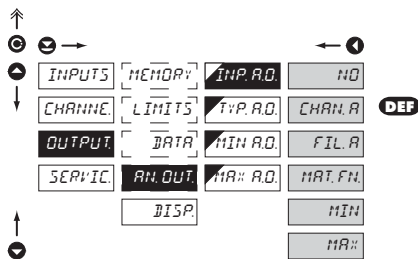 INPUTS MEMORY INP. A.O. NO
CHANNE. LIMITS TYP. A.O. CHAN. A DEF
OUTPUT. DATA MIN A.O. FIL. A
SERVIC. AN. OUT. MAX A.O. MAT. FN.
DISP. MIN
MAX